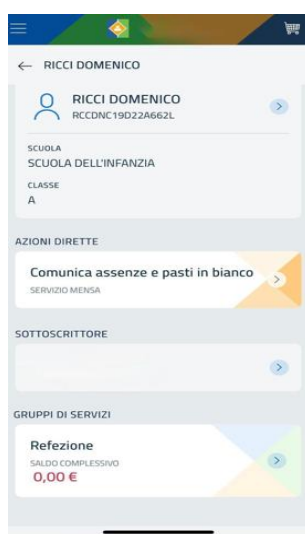 ← RICCI DOMENICO
RICCI DOMENICO
RCCDNC19D22A662L
SCUOLA
SCUOLA DELL'INFANZIA
CLASSE
A
AZIONI DIRETTE
Comunica assenze e pasti in bianco
SERVIZIO MENSA
SOTTOSCRITTORE
GRUPPI DI SERVIZI
Refezione
SALDO COMPLESSIVO
0,00 €